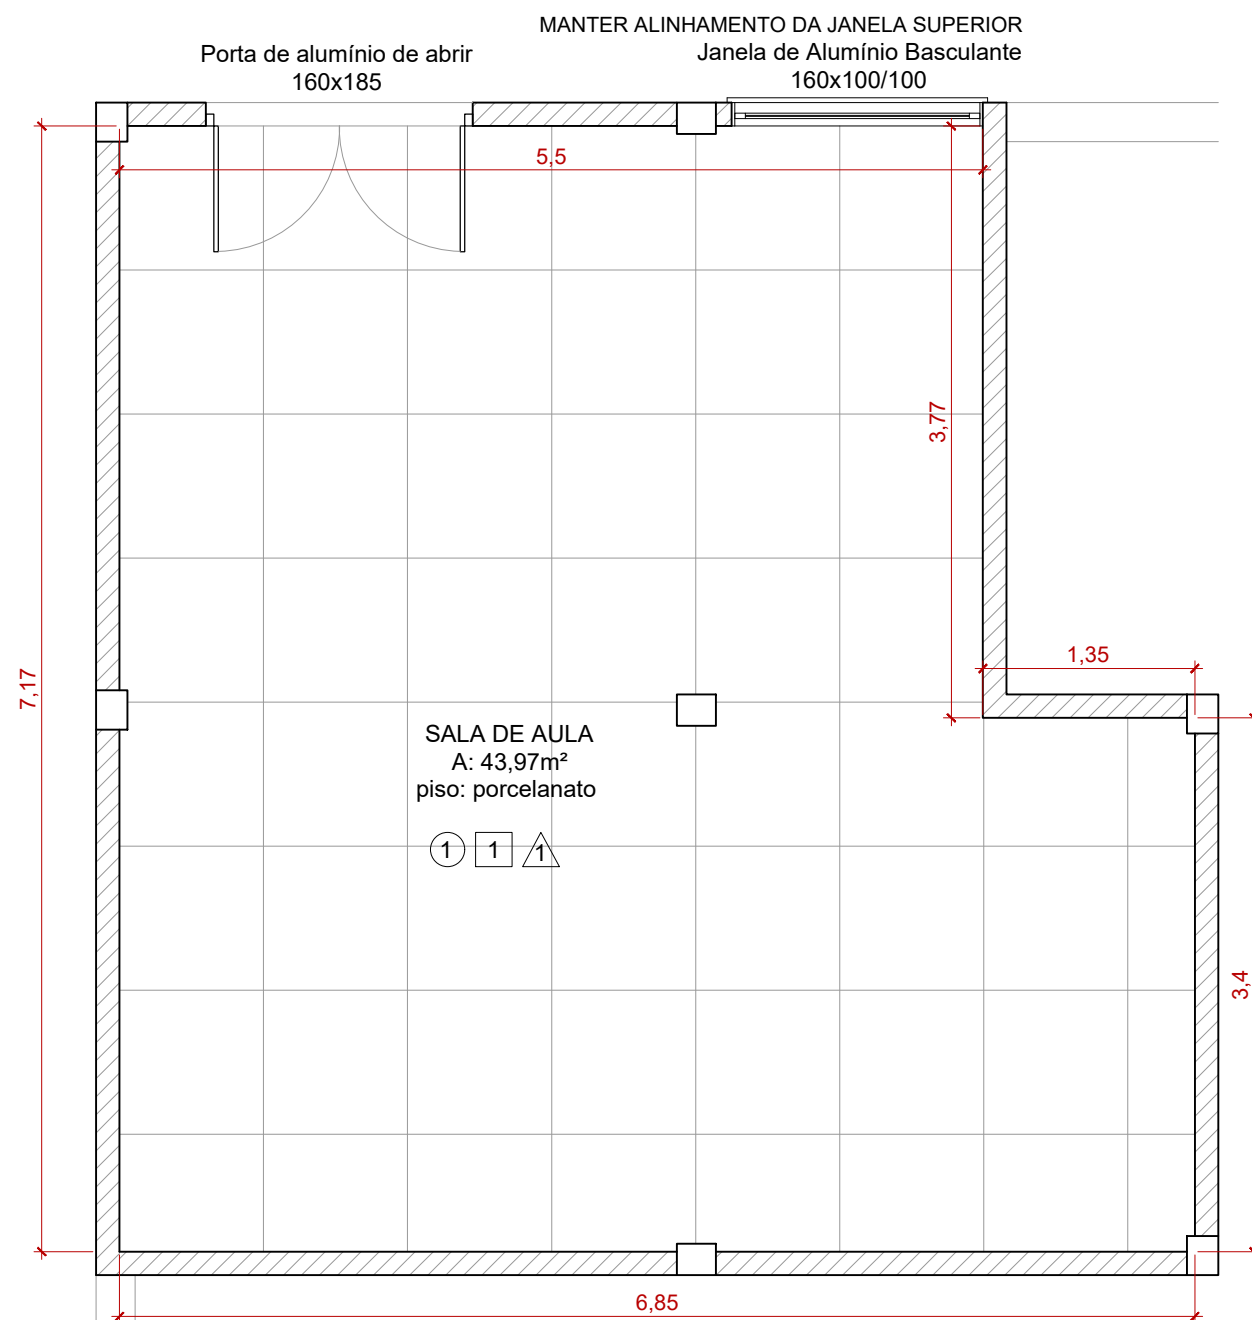 MANTER ALINHAMENTO DA JANELA SUPERIOR
Porta de alumínio de abrir
160x185
Janela de Alumínio Basculante
160x100/100
5,5
3,77
1,35
7,17
SALA DE AULA
A: 43,97m²
piso: porcelanato
1 1 1
3,4
6,85